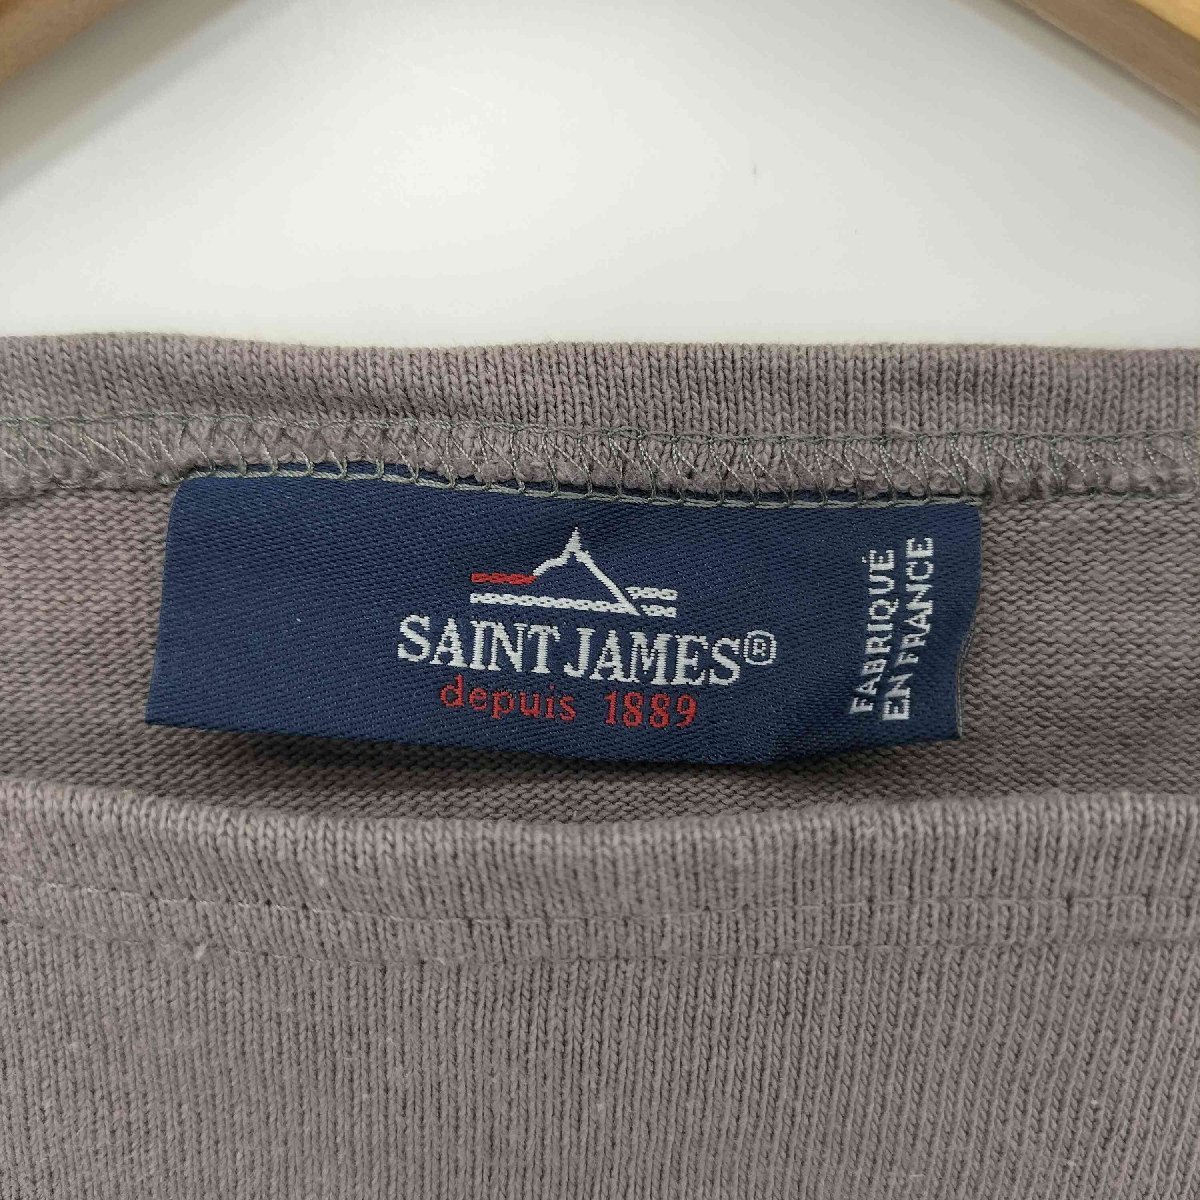 SAINT JAMES®
depuis 1889
FABRIQUÉ
EN FRANCE